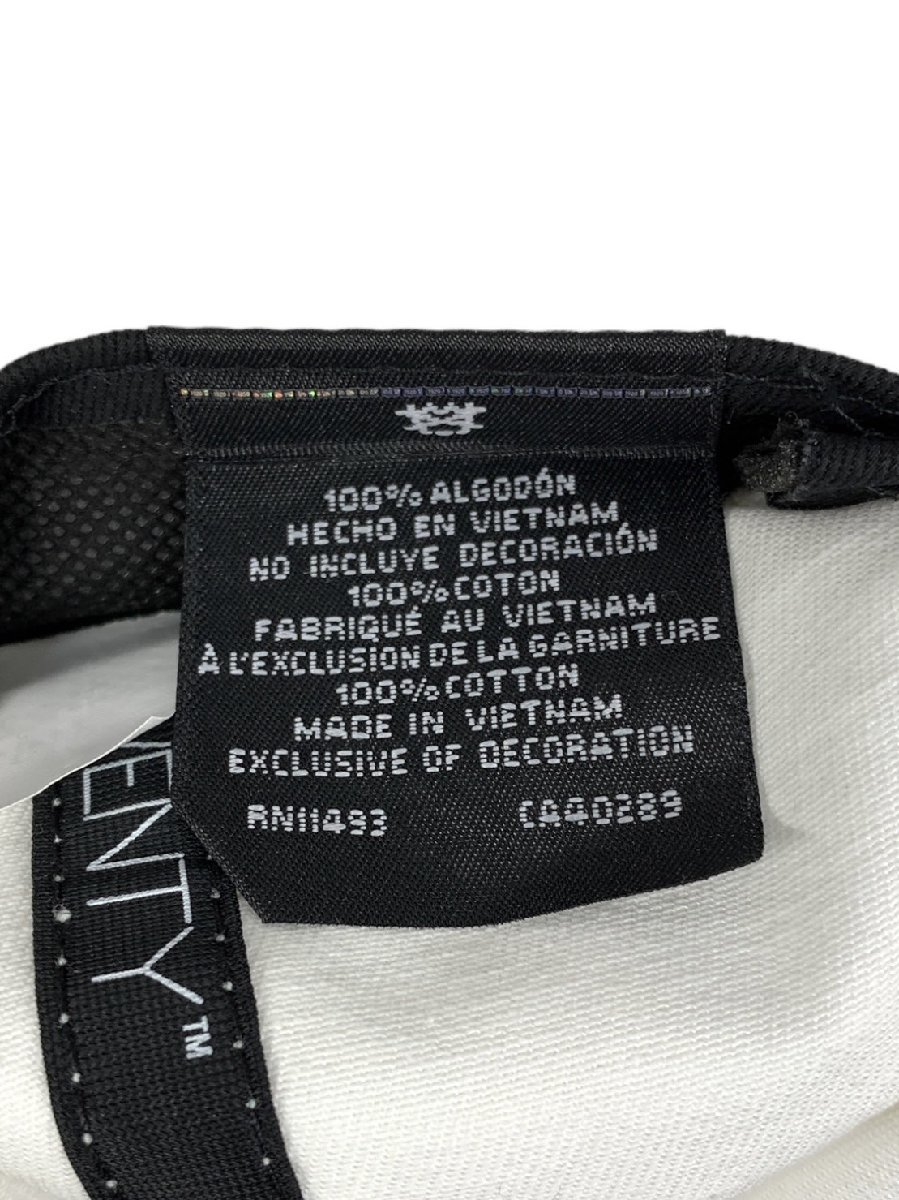 100% ALGODÓN
HECHO EN VIETNAM
NO INCLUYE DECORACIÓN
100% COTON
FABRIQUÉ AU VIETNAM
À L'EXCLUSION DE LA GARNITURE
100% COTTON
MADE IN VIETNAM
EXCLUSIVE OF DECORATION
RN11493 CA40289
VENTY™